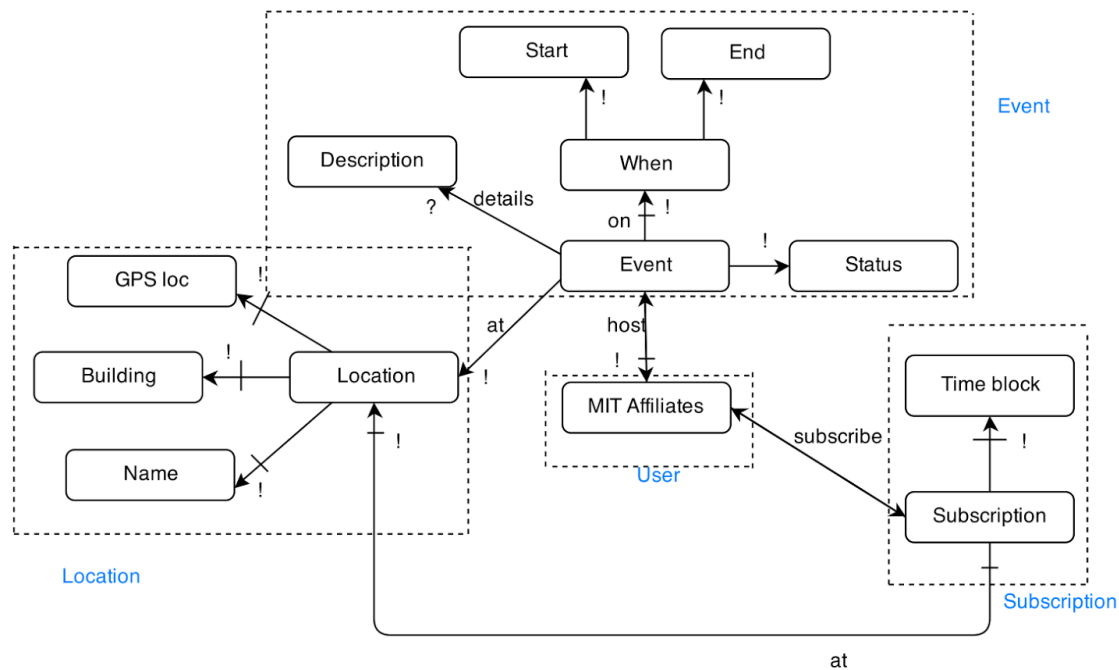 Start
End
!
!
Event
Description
When
details
?
on
!
!
GPS loc
!
Event
Status
at
host
!
Building
Location
!
!
MIT Affiliates
Time block
!
subscribe
!
Name
!
User
Subscription
Location
Subscription
at